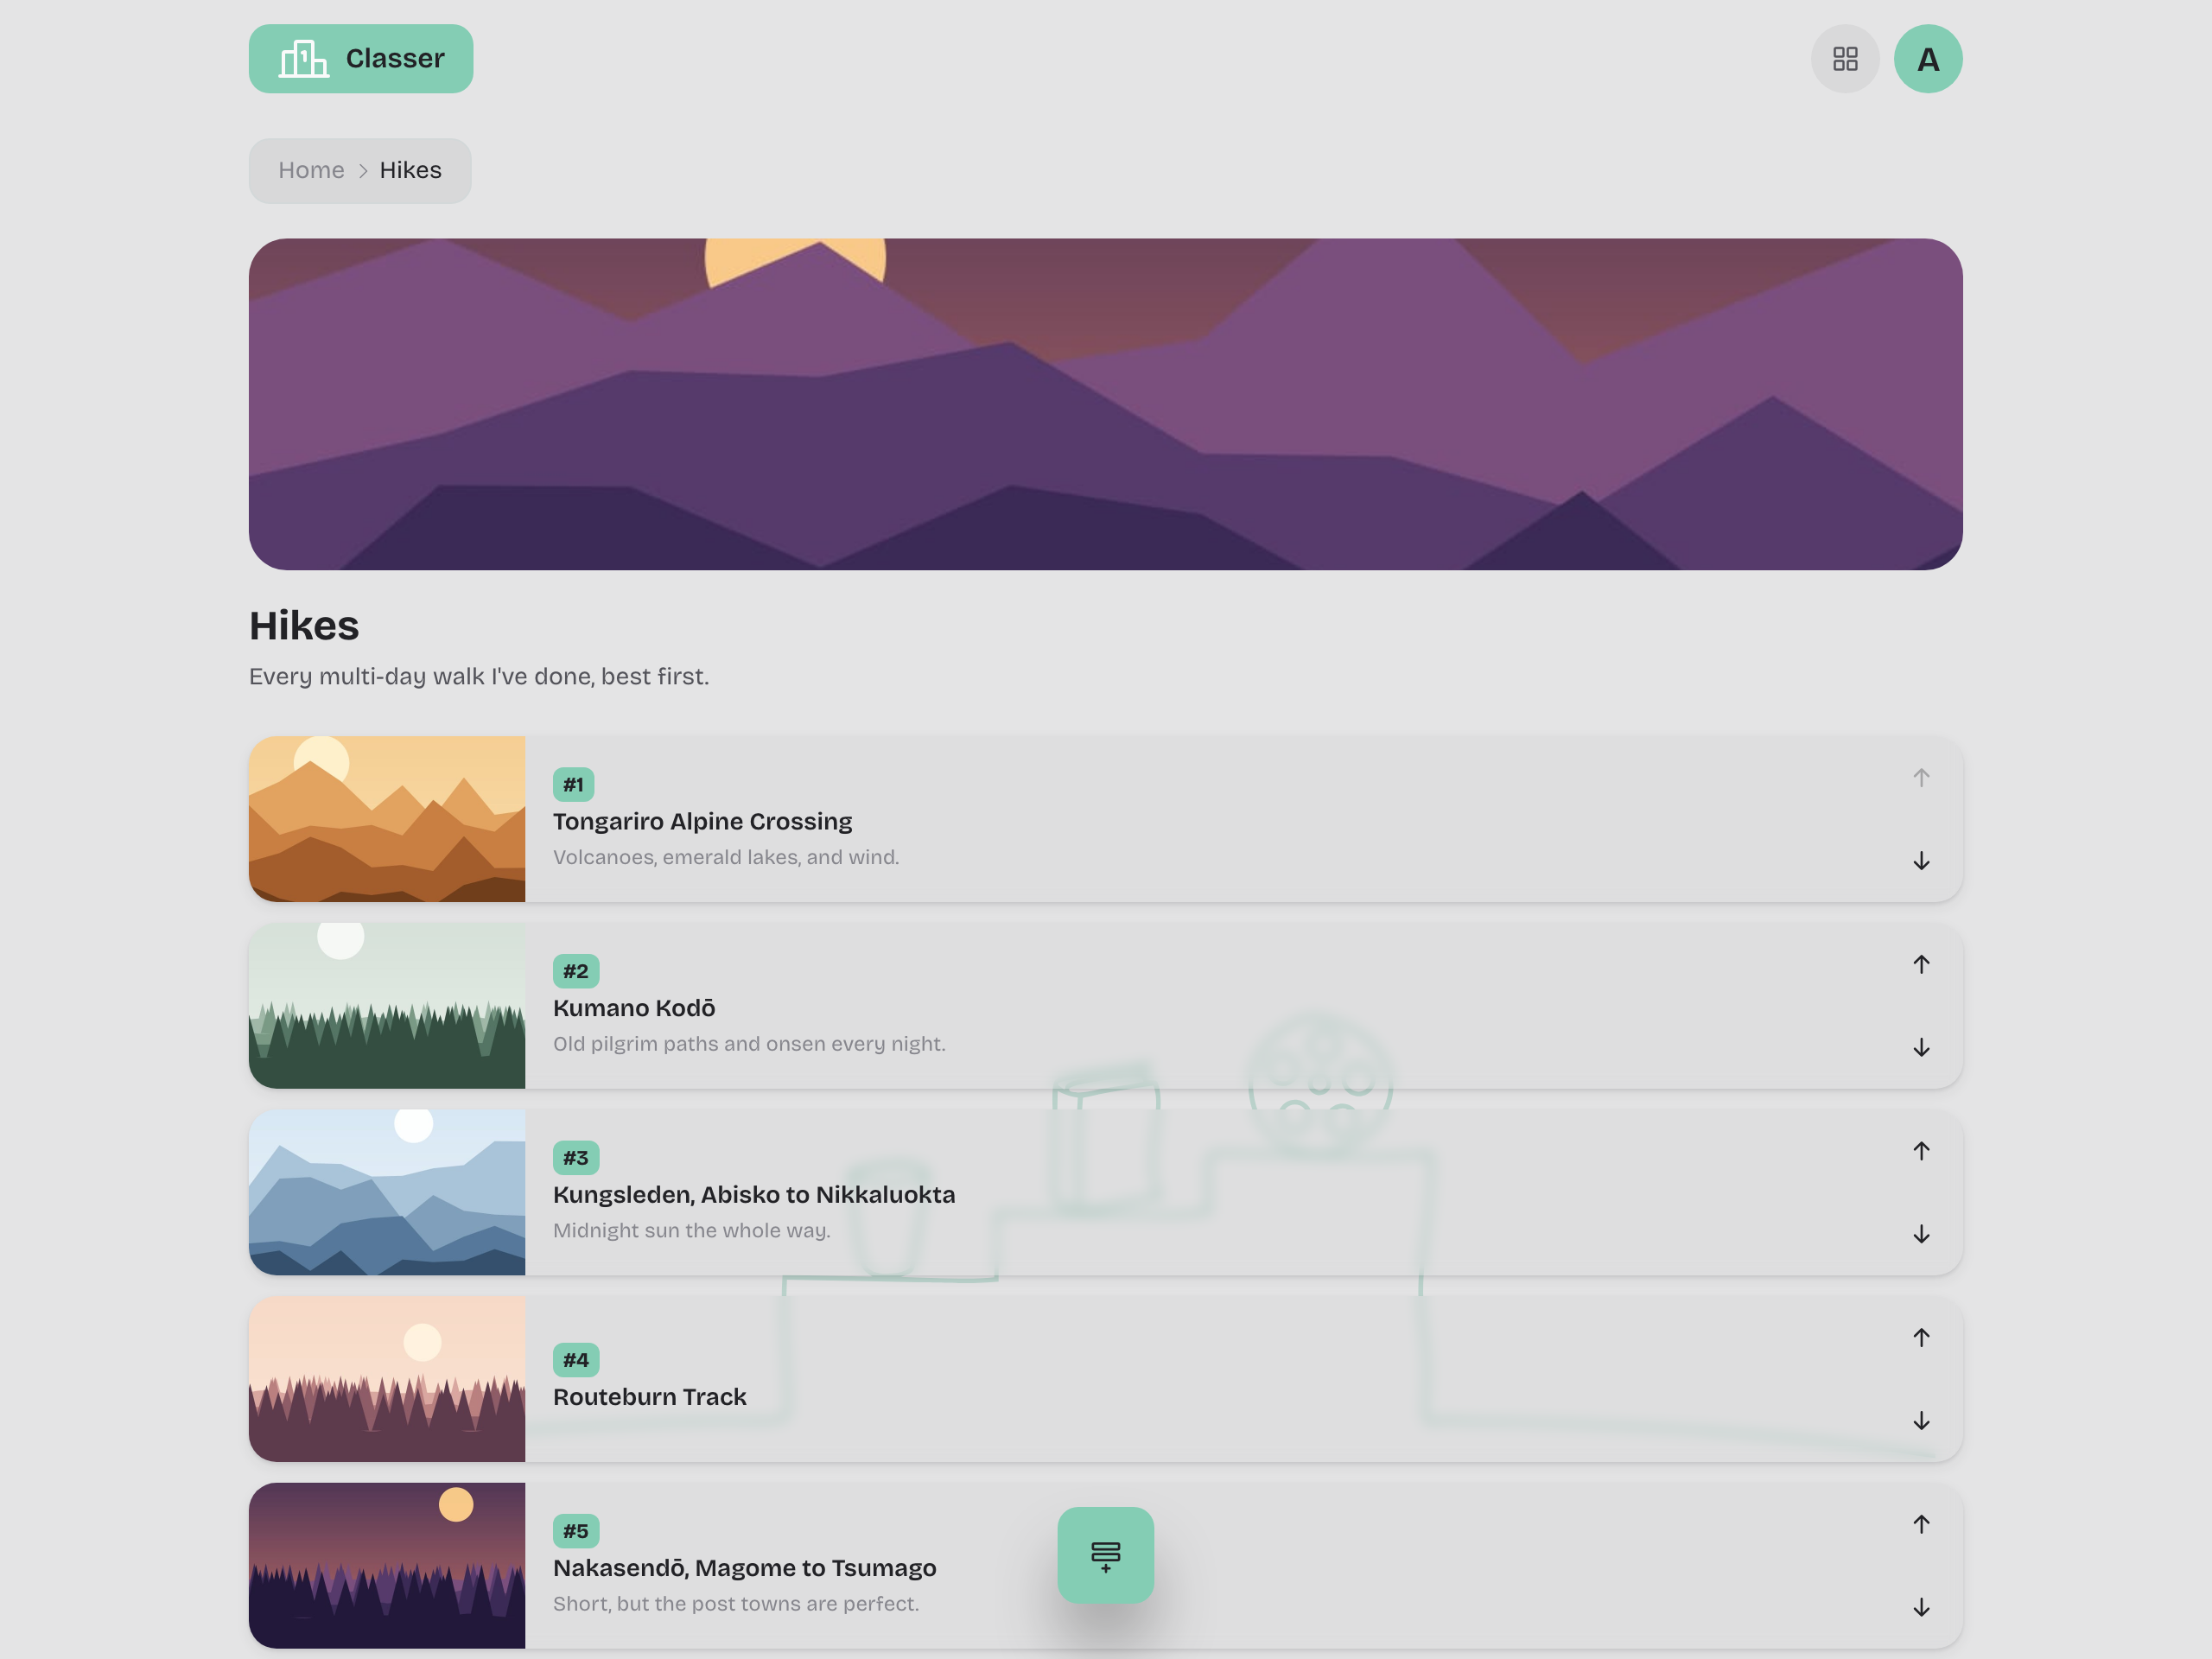 Classer
A
Home > Hikes
Hikes
Every multi-day walk I've done, best first.
#1
Tongariro Alpine Crossing
Volcanoes, emerald lakes, and wind.
#2
Kumano Kodō
Old pilgrim paths and onsen every night.
#3
Kungsleden, Abisko to Nikkaluokta
Midnight sun the whole way.
#4
Routeburn Track
#5
Nakasendō, Magome to Tsumago
Short, but the post towns are perfect.